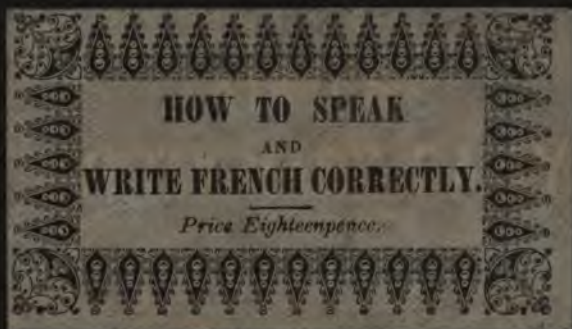 HOW TO SPEAK
AND
WRITE FRENCH CORRECTLY.
Price Eighteenpence.